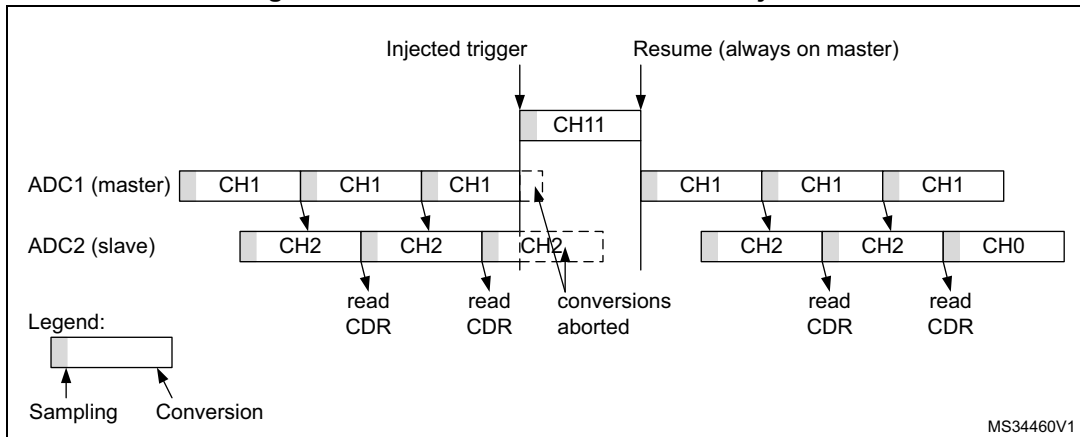 Injected trigger
Resume (always on master)
CH11
ADC1 (master)
CH1
CH1
CH1
CH1
CH1
CH1
ADC2 (slave)
CH2
CH2
CH2
CH2
CH2
CH0
read
CDR
read
CDR
conversions
aborted
read
CDR
read
CDR
Legend:
Sampling
Conversion
MS34460V1